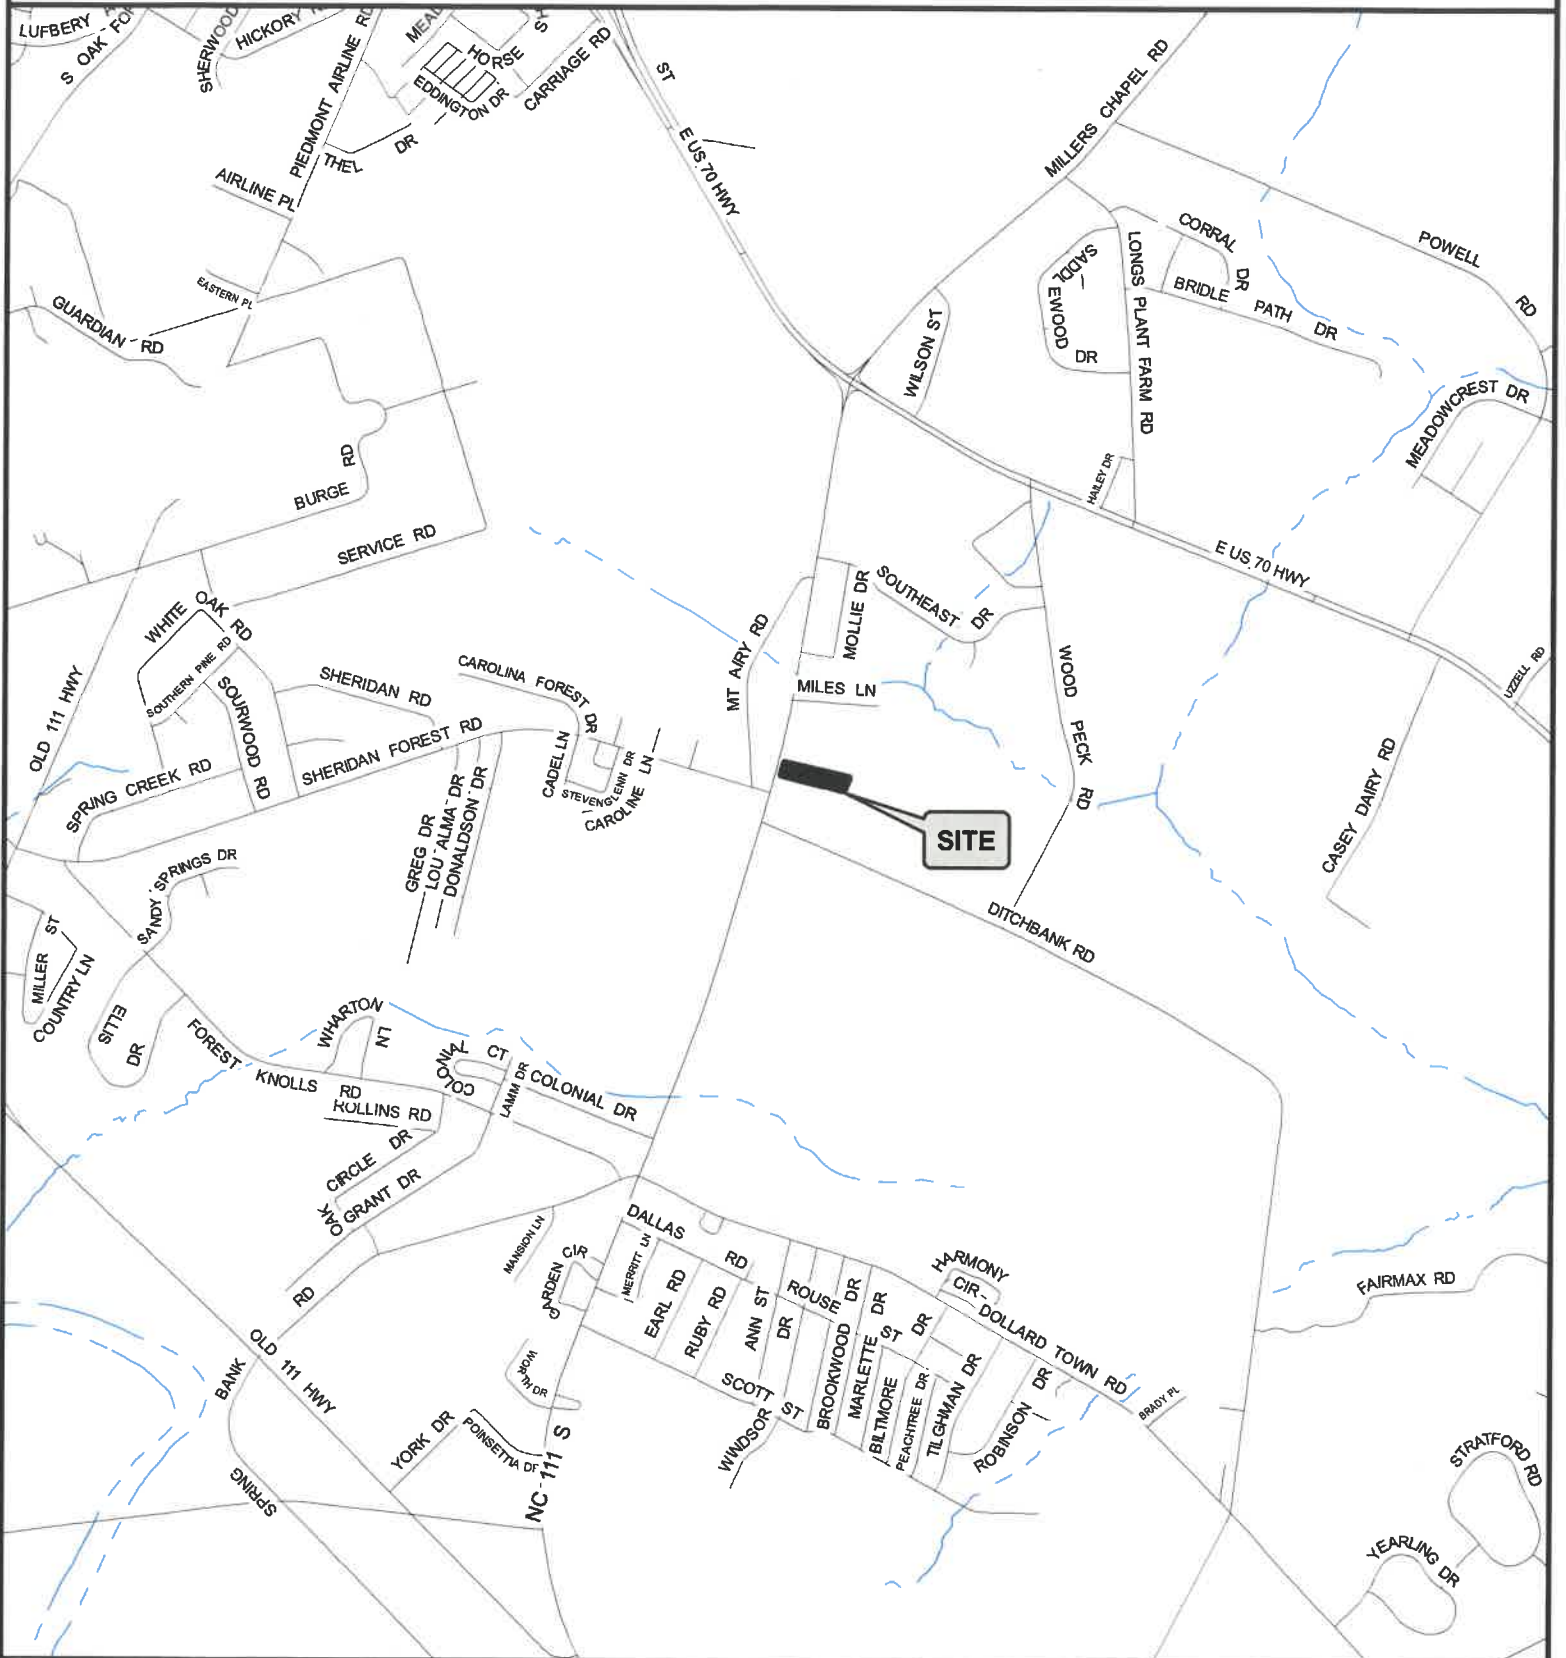 LUFBERY
S OAK FOR
SHERWOOD
HICKORY
PIEDMONT AIRLINE RD
MEAD
HORSE
EDDINGTON DR
CARRIAGE RD
ST
E US 70 HWY
MILLERS CHAPEL RD
THEL DR
AIRLINE PL
EASTERN PL
GUARDIAN RD
CORRAL DR
POWELL RD
SADDLEWOOD DR
LONGS PLANT FARM RD
BRIDLE PATH DR
WILSON ST
MEADOWCREST DR
HAILEY DR
BURGE RD
SERVICE RD
E US 70 HWY
WHITE OAK RD
SOUTHERN PINE RD
OLD 111 HWY
SOURWOOD RD
SHERIDAN RD
CAROLINA FOREST DR
MT AIRY RD
MOLLIE DR
SOUTHEAST DR
MILES LN
WOOD PECK RD
UZZELL RD
SPRING CREEK RD
SHERIDAN FOREST RD
CADEL LN
STEVENGLENN DR
CAROLINE LN
CASEY DAIRY RD
GREG DR
LOU ALMA DR
DONALDSON DR
SITE
SANDY SPRINGS DR
DITCHBANK RD
MILLER ST
COUNTRY LN
ELLIS DR
FOREST KNOLLS RD
WHARTON LN
COLONIAL CT
LAMM DR
COLONIAL DR
ROLLINS RD
OAK CIRCLE DR
GRANT DR
MANSION LN
GARDEN CIR
DALLAS RD
MERRITT LN
EARL RD
RUBY RD
ANN ST
ROUSE ST
DR
HARMONY CIR
DOLLARD TOWN RD
FAIRMAX RD
SPRING BANK RD
OLD 111 HWY
WORTH DR
SCOTT ST
WINDSOR
BROOKWOOD DR
MARLETTE DR
BILTMORE DR
PEACHTREE DR
TILGHMAN DR
ROBINSON DR
BRADY PL
YORK DR
POINSETTIA DR
NC 111 S
STRATFORD RD
YEARLING DR